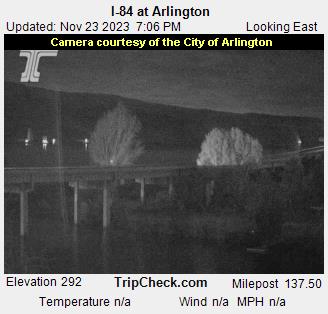 I-84 at Arlington
Updated: Nov 23 2023 7:06 PM Looking East
Camera courtesy of the City of Arlington
Elevation 292 TripCheck.com Milepost 137.50
Temperature n/a Wind n/a MPH n/a